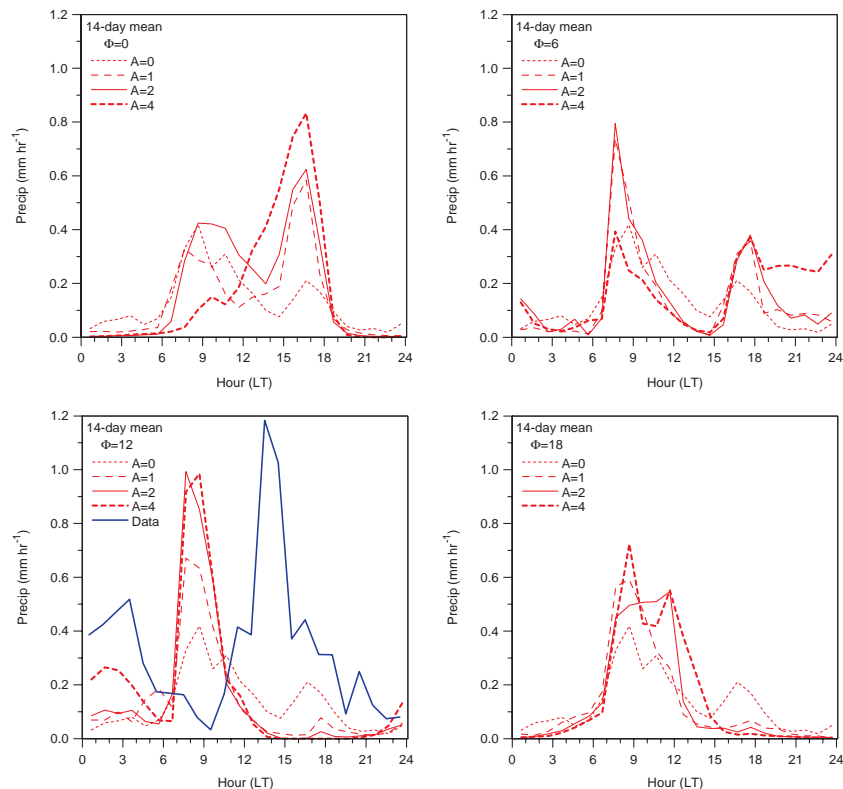 1.2
1.0
0.8
0.6
0.4
0.2
0.0
Precip (mm hr-1)
14-day mean
Φ=0
A=0
A=1
A=2
A=4
0 3 6 9 12 15 18 21 24
Hour (LT)
1.2
1.0
0.8
0.6
0.4
0.2
0.0
Precip (mm hr-1)
14-day mean
Φ=6
A=0
A=1
A=2
A=4
0 3 6 9 12 15 18 21 24
Hour (LT)
1.2
1.0
0.8
0.6
0.4
0.2
0.0
Precip (mm hr-1)
14-day mean
Φ=12
A=0
A=1
A=2
A=4
Data
0 3 6 9 12 15 18 21 24
Hour (LT)
1.2
1.0
0.8
0.6
0.4
0.2
0.0
Precip (mm hr-1)
14-day mean
Φ=18
A=0
A=1
A=2
A=4
0 3 6 9 12 15 18 21 24
Hour (LT)